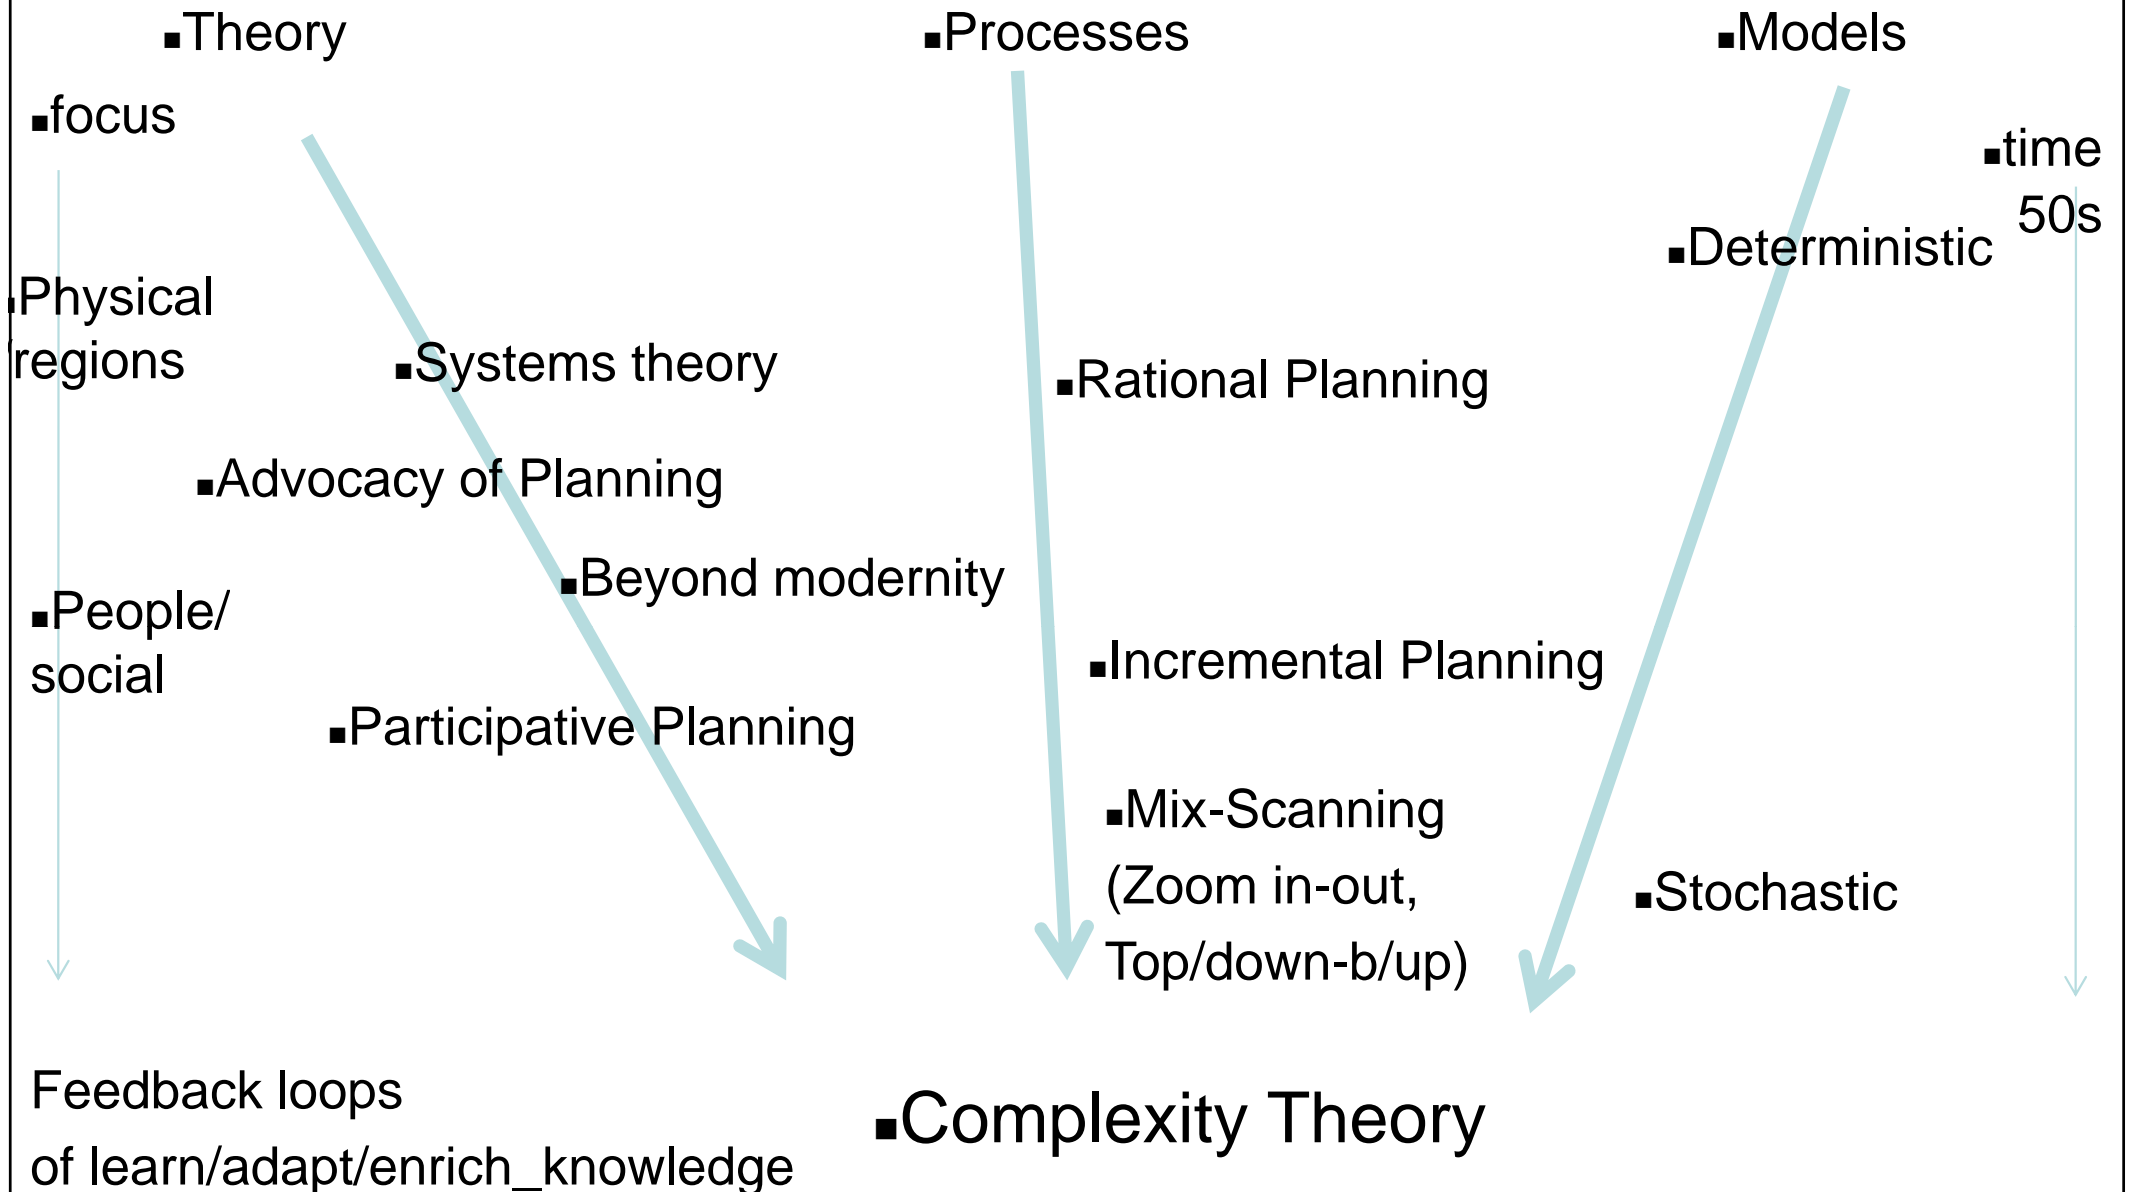 ▪Theory
▪Processes
▪Models
▪focus
▪time
50s
▪Deterministic
▪Physical
/regions
▪Systems theory
▪Rational Planning
▪Advocacy of Planning
▪Beyond modernity
▪People/
social
▪Incremental Planning
▪Participative Planning
▪Mix-Scanning
(Zoom in-out,
Top/down-b/up)
▪Stochastic
Feedback loops
of learn/adapt/enrich_knowledge
▪Complexity Theory